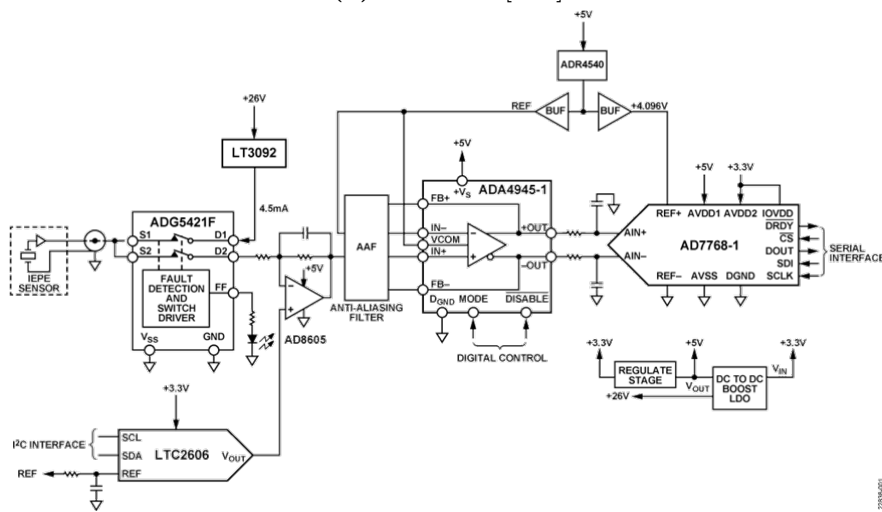 +5V
ADR4540
REF
BUF
BUF
+4.096V
+26V
LT3092
4.5mA
+5V
+VS
ADA4945-1
FB+
IN–
VCOM
IN+
FB–
+OUT
–OUT
DGND
MODE
DISABLE
DIGITAL CONTROL
AAF
ANTI-ALIASING
FILTER
+5V
+3.3V
REF+
AVDD1
AVDD2
IOVDD
AIN+
AIN–
AD7768-1
REF–
AVSS
DGND
DRDY
CS
DOUT
SDI
SCLK
SERIAL
INTERFACE
ADG5421F
S1
D1
S2
D2
FAULT
DETECTION
AND
SWITCH
DRIVER
FF
VSS
GND
IEPE
SENSOR
+5V
AD8605
+3.3V
I2C INTERFACE
SCL
SDA
REF
LTC2606
VOUT
REF
+3.3V
+5V
+3.3V
REGULATE
STAGE
VOUT
DC TO DC
BOOST
LDO
VIN
+26V